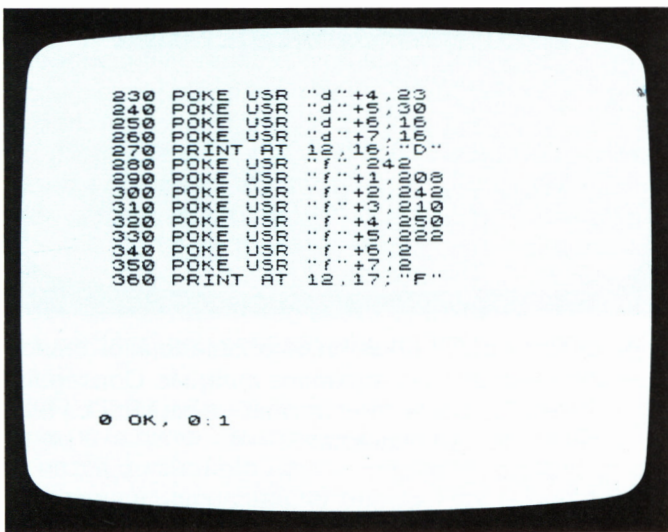 230 POKE USR "d"+4,23
240 POKE USR "d"+5,30
250 POKE USR "d"+6,16
260 POKE USR "d"+7,16
270 PRINT AT 12,16;"D"
280 POKE USR "f",242
290 POKE USR "f"+1,208
300 POKE USR "f"+2,242
310 POKE USR "f"+3,210
320 POKE USR "f"+4,250
330 POKE USR "f"+5,222
340 POKE USR "f"+6,2
350 POKE USR "f"+7,2
360 PRINT AT 12,17;"F"
0 OK, 0:1